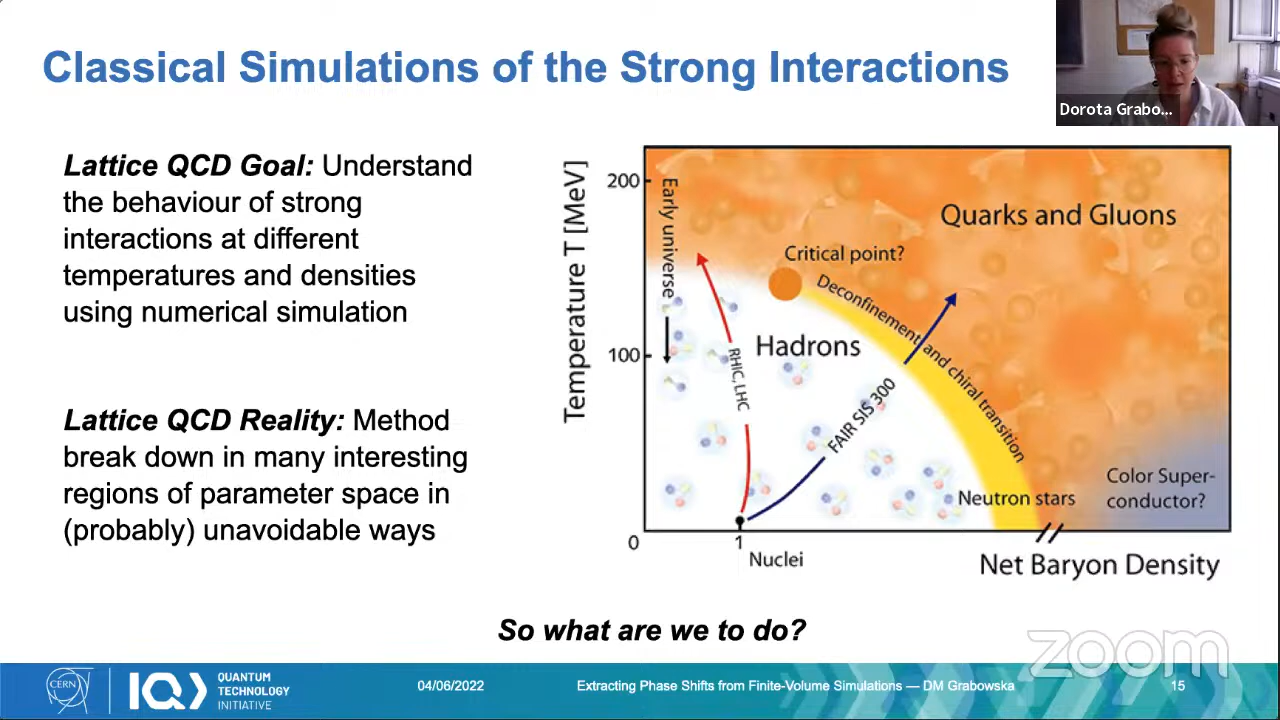 Classical Simulations of the Strong Interactions
Dorota Grabo...
Lattice QCD Goal: Understand
the behaviour of strong
interactions at different
temperatures and densities
using numerical simulation
Lattice QCD Reality: Method
break down in many interesting
regions of parameter space in
(probably) unavoidable ways
Temperature T [MeV]
200
100
0
Early universe
Quarks and Gluons
Critical point?
Deconfinement and chiral transition
Hadrons
RHIC, LHC
FAIR SIS 300
Neutron stars
Color Super-
conductor?
1
Nuclei
Net Baryon Density
So what are we to do?
zoom
CERN
IQ
QUANTUM
TECHNOLOGY
INITIATIVE
04/06/2022
Extracting Phase Shifts from Finite-Volume Simulations — DM Grabowska
15